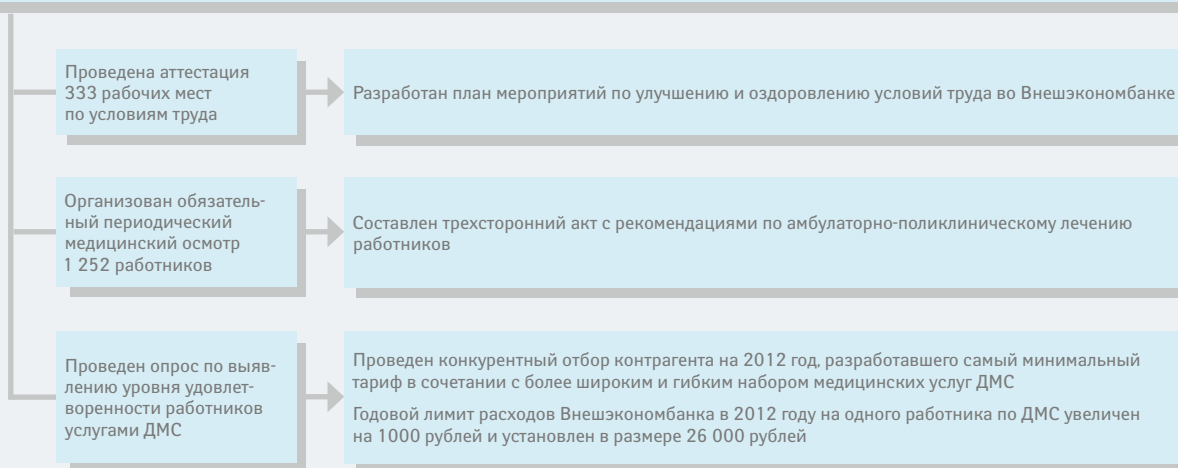 Проведена аттестация
333 рабочих мест
по условиям труда
Разработан план мероприятий по улучшению и оздоровлению условий труда во Внешэкономбанке
Организован обязатель-
ный периодический
медицинский осмотр
1 252 работников
Составлен трехсторонний акт с рекомендациями по амбулаторно-поликлиническому лечению
работников
Проведен опрос по выяв-
лению уровня удовлет-
воренности работников
услугами ДМС
Проведен конкурентный отбор контрагента на 2012 год, разработавшего самый минимальный
тариф в сочетании с более широким и гибким набором медицинских услуг ДМС
Годовой лимит расходов Внешэкономбанка в 2012 году на одного работника по ДМС увеличен
на 1000 рублей и установлен в размере 26 000 рублей